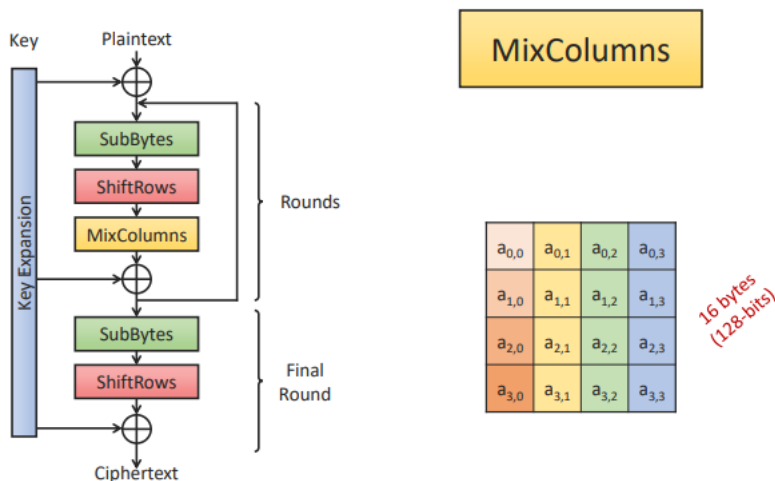 Key
Plaintext
Key Expansion
SubBytes
ShiftRows
MixColumns
Rounds
SubBytes
ShiftRows
Final
Round
Ciphertext
MixColumns
a0,0 a0,1 a0,2 a0,3
a1,0 a1,1 a1,2 a1,3
a2,0 a2,1 a2,2 a2,3
a3,0 a3,1 a3,2 a3,3
16 bytes
(128-bits)